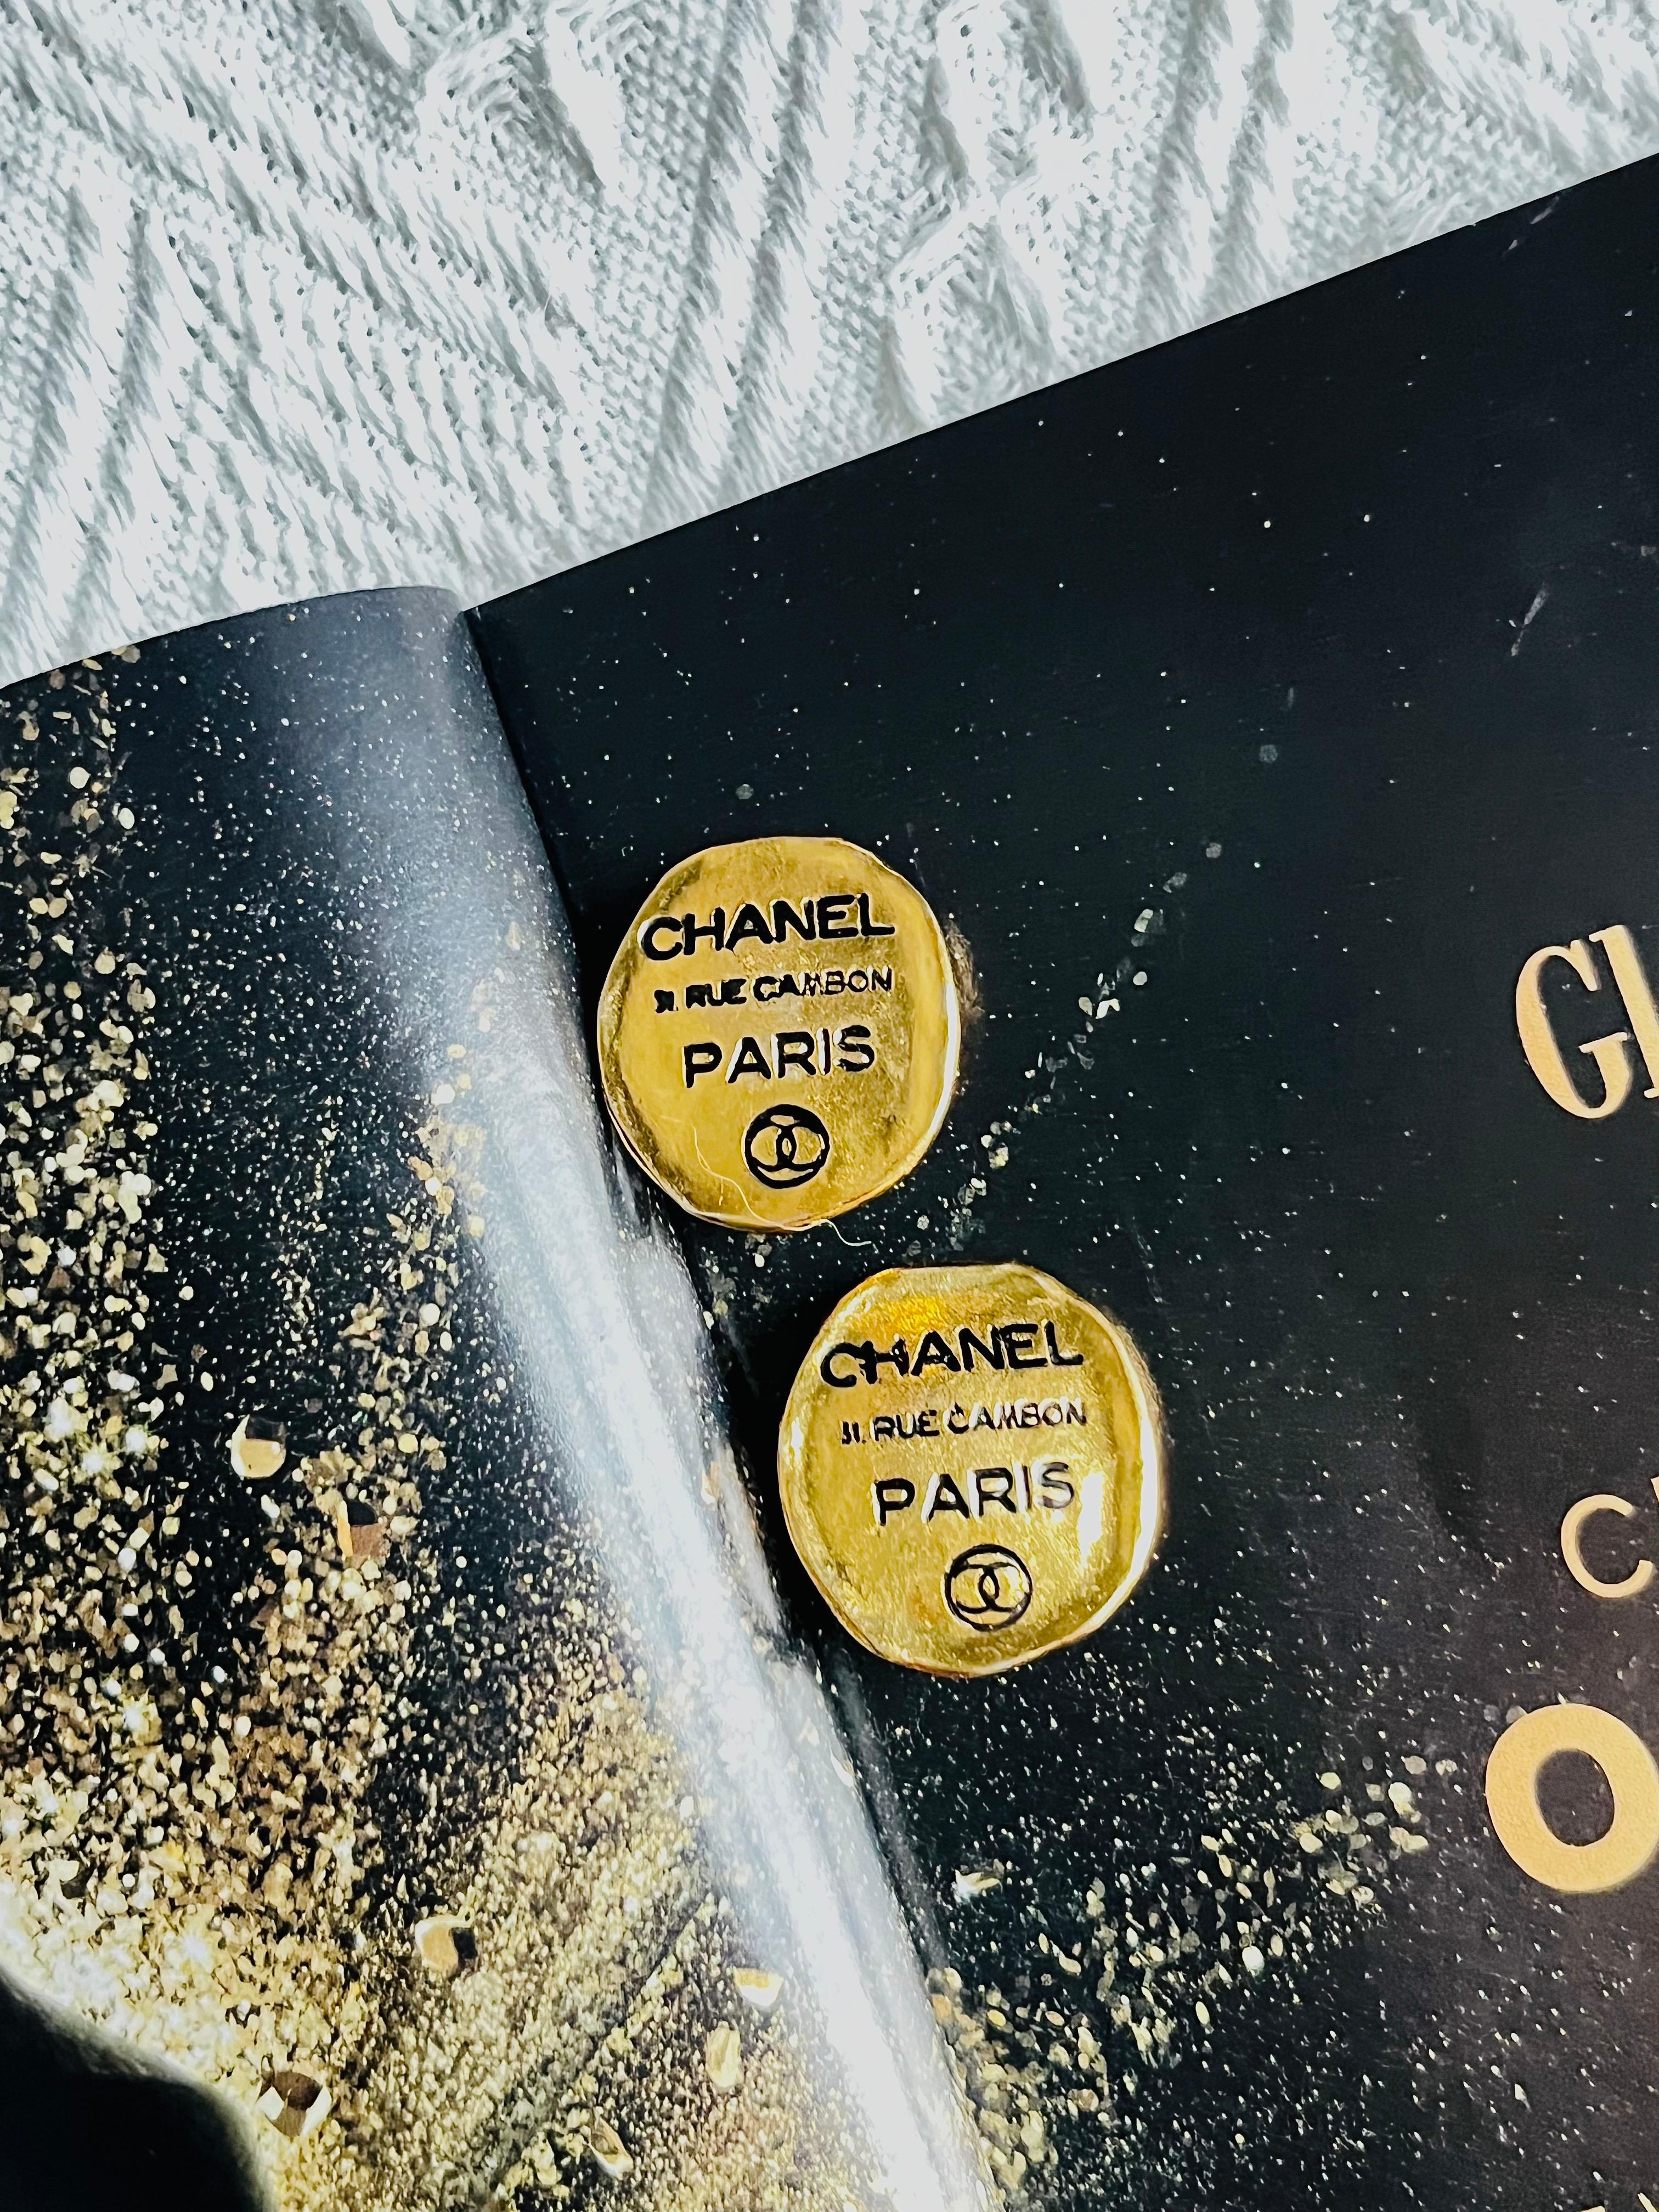 CHANEL
31. RUE CAMBON
PARIS
CHANEL
31. RUE CAMBON
PARIS